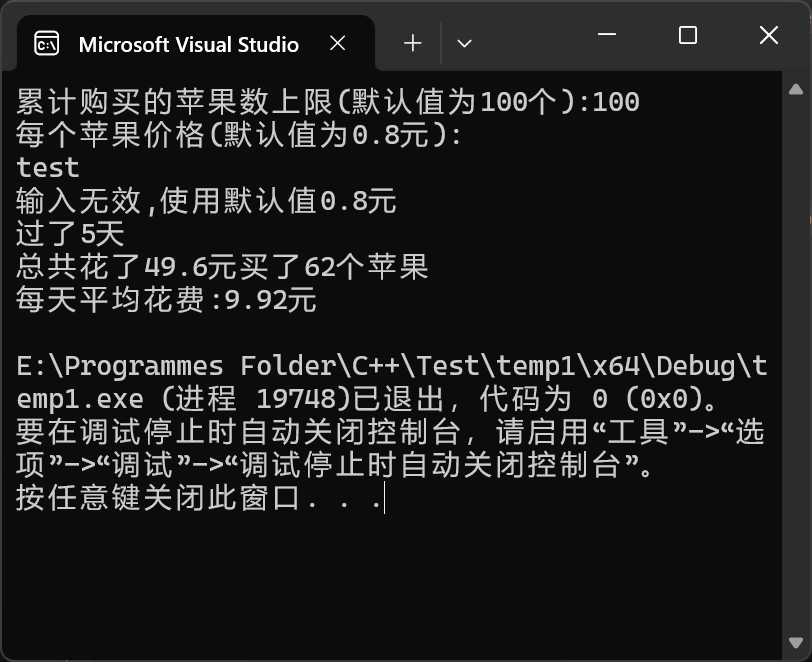 Microsoft Visual Studio
累计购买的苹果数上限(默认值为100个):100
每个苹果价格(默认值为0.8元):
test
输入无效,使用默认值0.8元
过了5天
总共花了49.6元买了62个苹果
每天平均花费:9.92元
E:\Programmes Folder\C++\Test\temp1\x64\Debug\t
emp1.exe (进程 19748)已退出，代码为 0 (0x0)。
要在调试停止时自动关闭控制台，请启用“工具”->“选
项”->“调试”->“调试停止时自动关闭控制台”。
按任意键关闭此窗口. . .